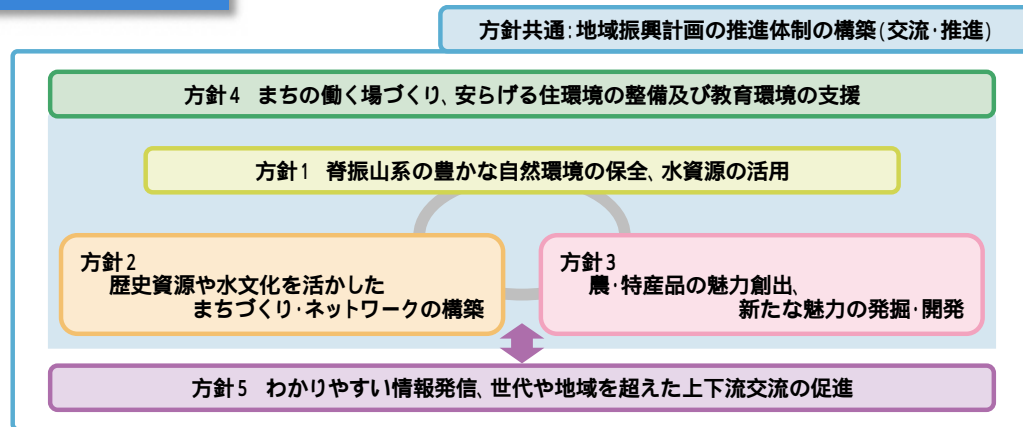 方針共通:地域振興計画の推進体制の構築(交流・推進)
方針4 まちの働く場づくり、安らげる住環境の整備及び教育環境の支援
方針1 脊振山系の豊かな自然環境の保全、水資源の活用
方針2
歴史資源や水文化を活かした
まちづくり・ネットワークの構築
方針3
農・特産品の魅力創出、
新たな魅力の発掘・開発
方針5 わかりやすい情報発信、世代や地域を超えた上下流交流の促進